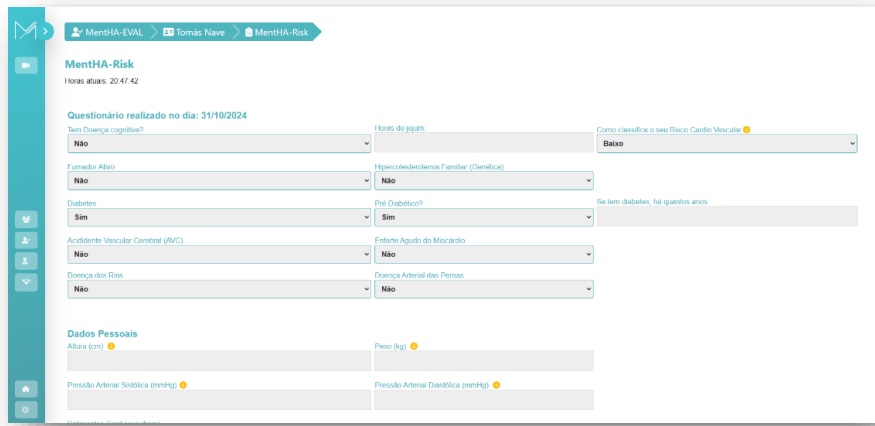 MentHA-EVAL Tomás Nave MentHA-Risk
MentHA-Risk
Horas atuais: 20:47:42
Questionário realizado no dia: 31/10/2024
Tem Doença cognitiva? Horas de jejum: Como classifica o seu Risco Cardio Vascular
Não Baixo
Fumador Ativo Hipercolesterolemia Familiar (Genética)
Não Não
Diabetes Pré Diabético? Se tem diabetes, há quantos anos
Sim Sim
Acididente Vascular Cerebral (AVC) Enfarte Agudo do Miocárdio
Não Não
Doença dos Rins Doença Arterial das Pernas
Não Não
Dados Pessoais
Altura (cm) Peso (kg)
Pressão Arterial Sistólica (mmHg) Pressão Arterial Diastólica (mmHg)